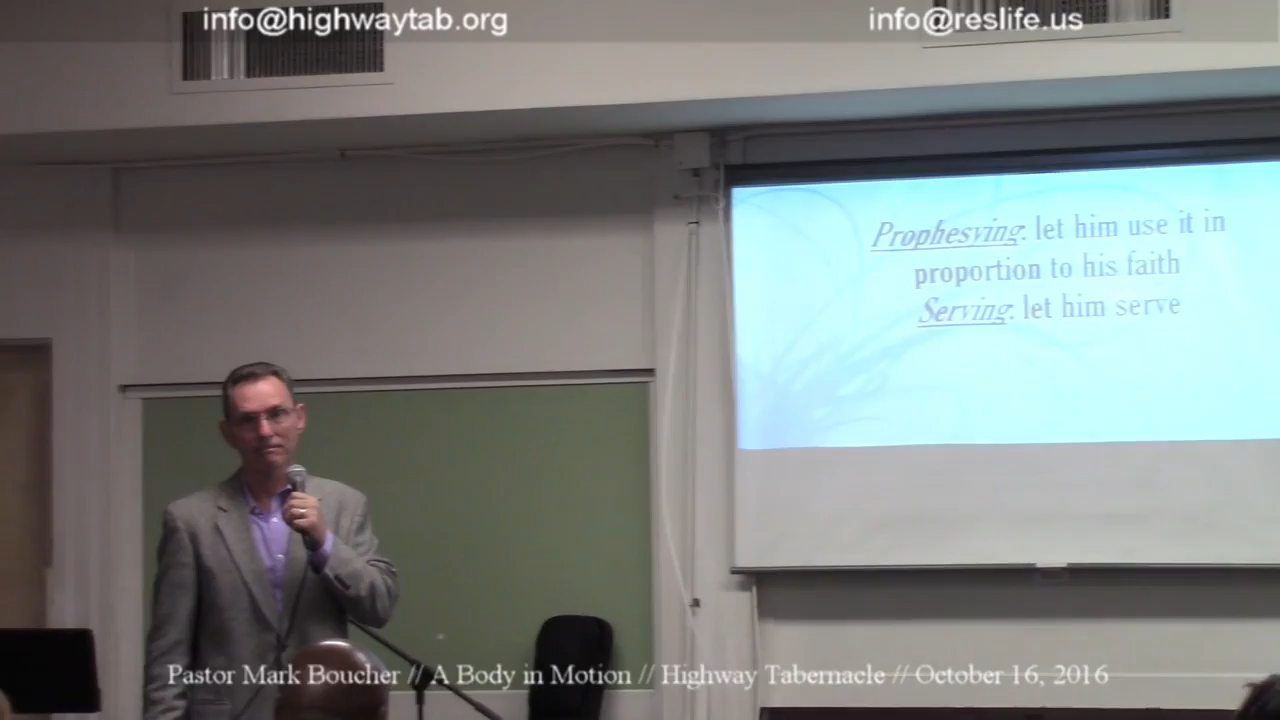 info@highwaytab.org
info@reslife.us
Prophesying: let him use it in
proportion to his faith
Serving: let him serve
Pastor Mark Boucher // A Body in Motion // Highway Tabernacle // October 16, 2016